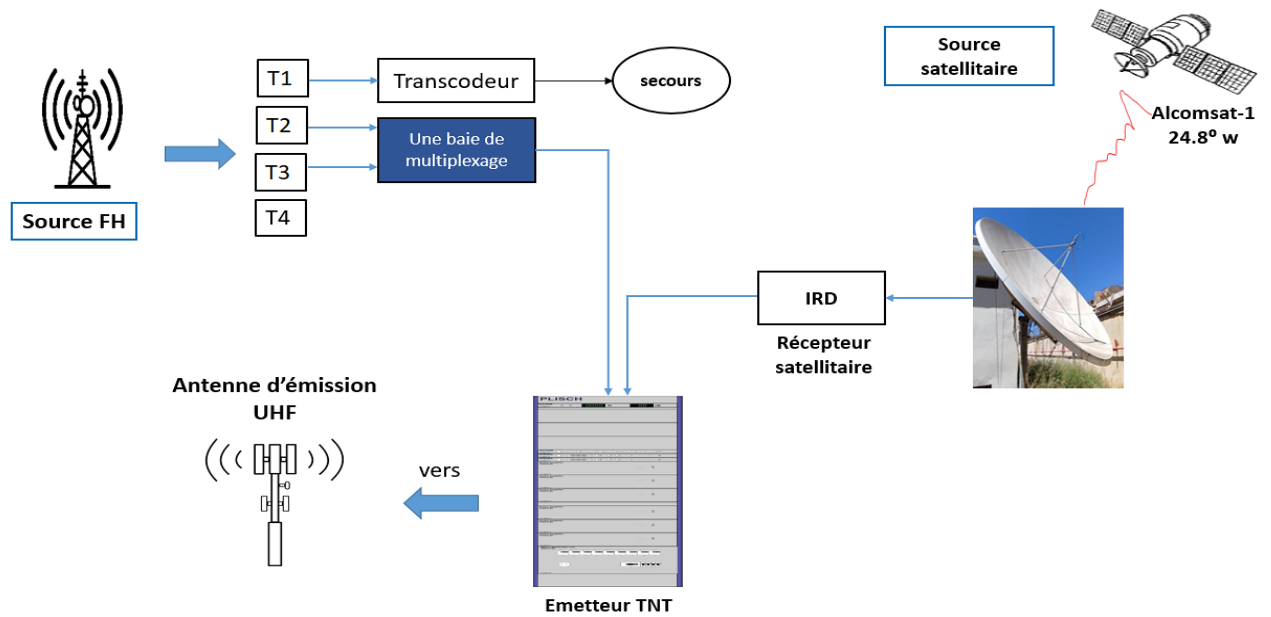 Source
satellitaire
Alcomsat-1
24.8⁰ w
T1
Transcodeur
secours
T2
Une baie de
multiplexage
T3
T4
Source FH
IRD
Récepteur
satellitaire
Antenne d’émission
UHF
vers
PLISCH
Emetteur TNT